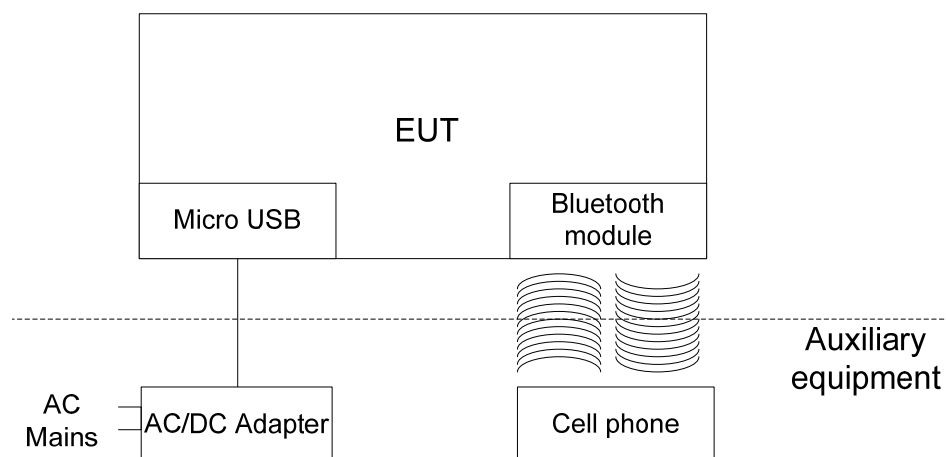 EUT
Micro USB
Bluetooth
module
Auxiliary
equipment
AC
Mains
AC/DC Adapter
Cell phone